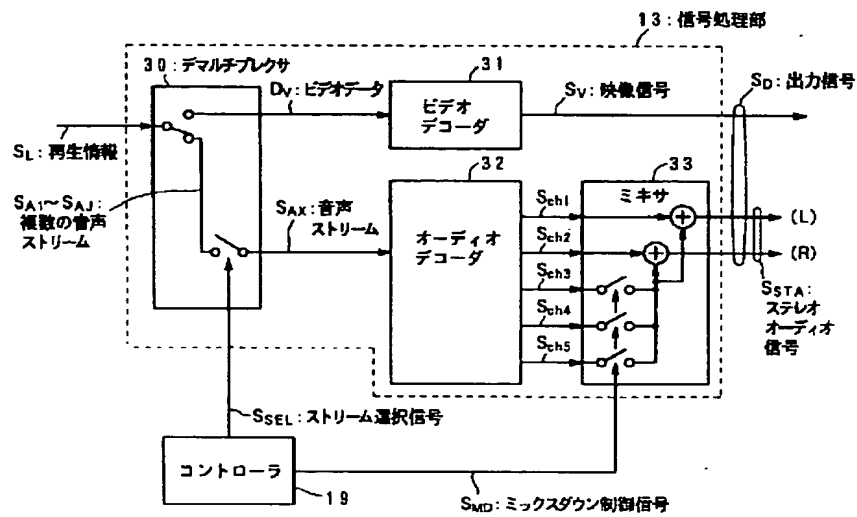 13:信号処理部
30:デマルチプレクサ
DV:ビデオデータ
31
ビデオ
デコーダ
SV:映像信号
SD:出力信号
SL:再生情報
SA1~SAJ:
複数の音声
ストリーム
SAX:音声
ストリーム
32
オーディオ
デコーダ
Sch1
Sch2
Sch3
Sch4
Sch5
33
ミキサ
(L)
(R)
SSTA:
ステレオ
オーディオ
信号
SSEL:ストリーム選択信号
コントローラ
19
SMD:ミックスダウン制御信号